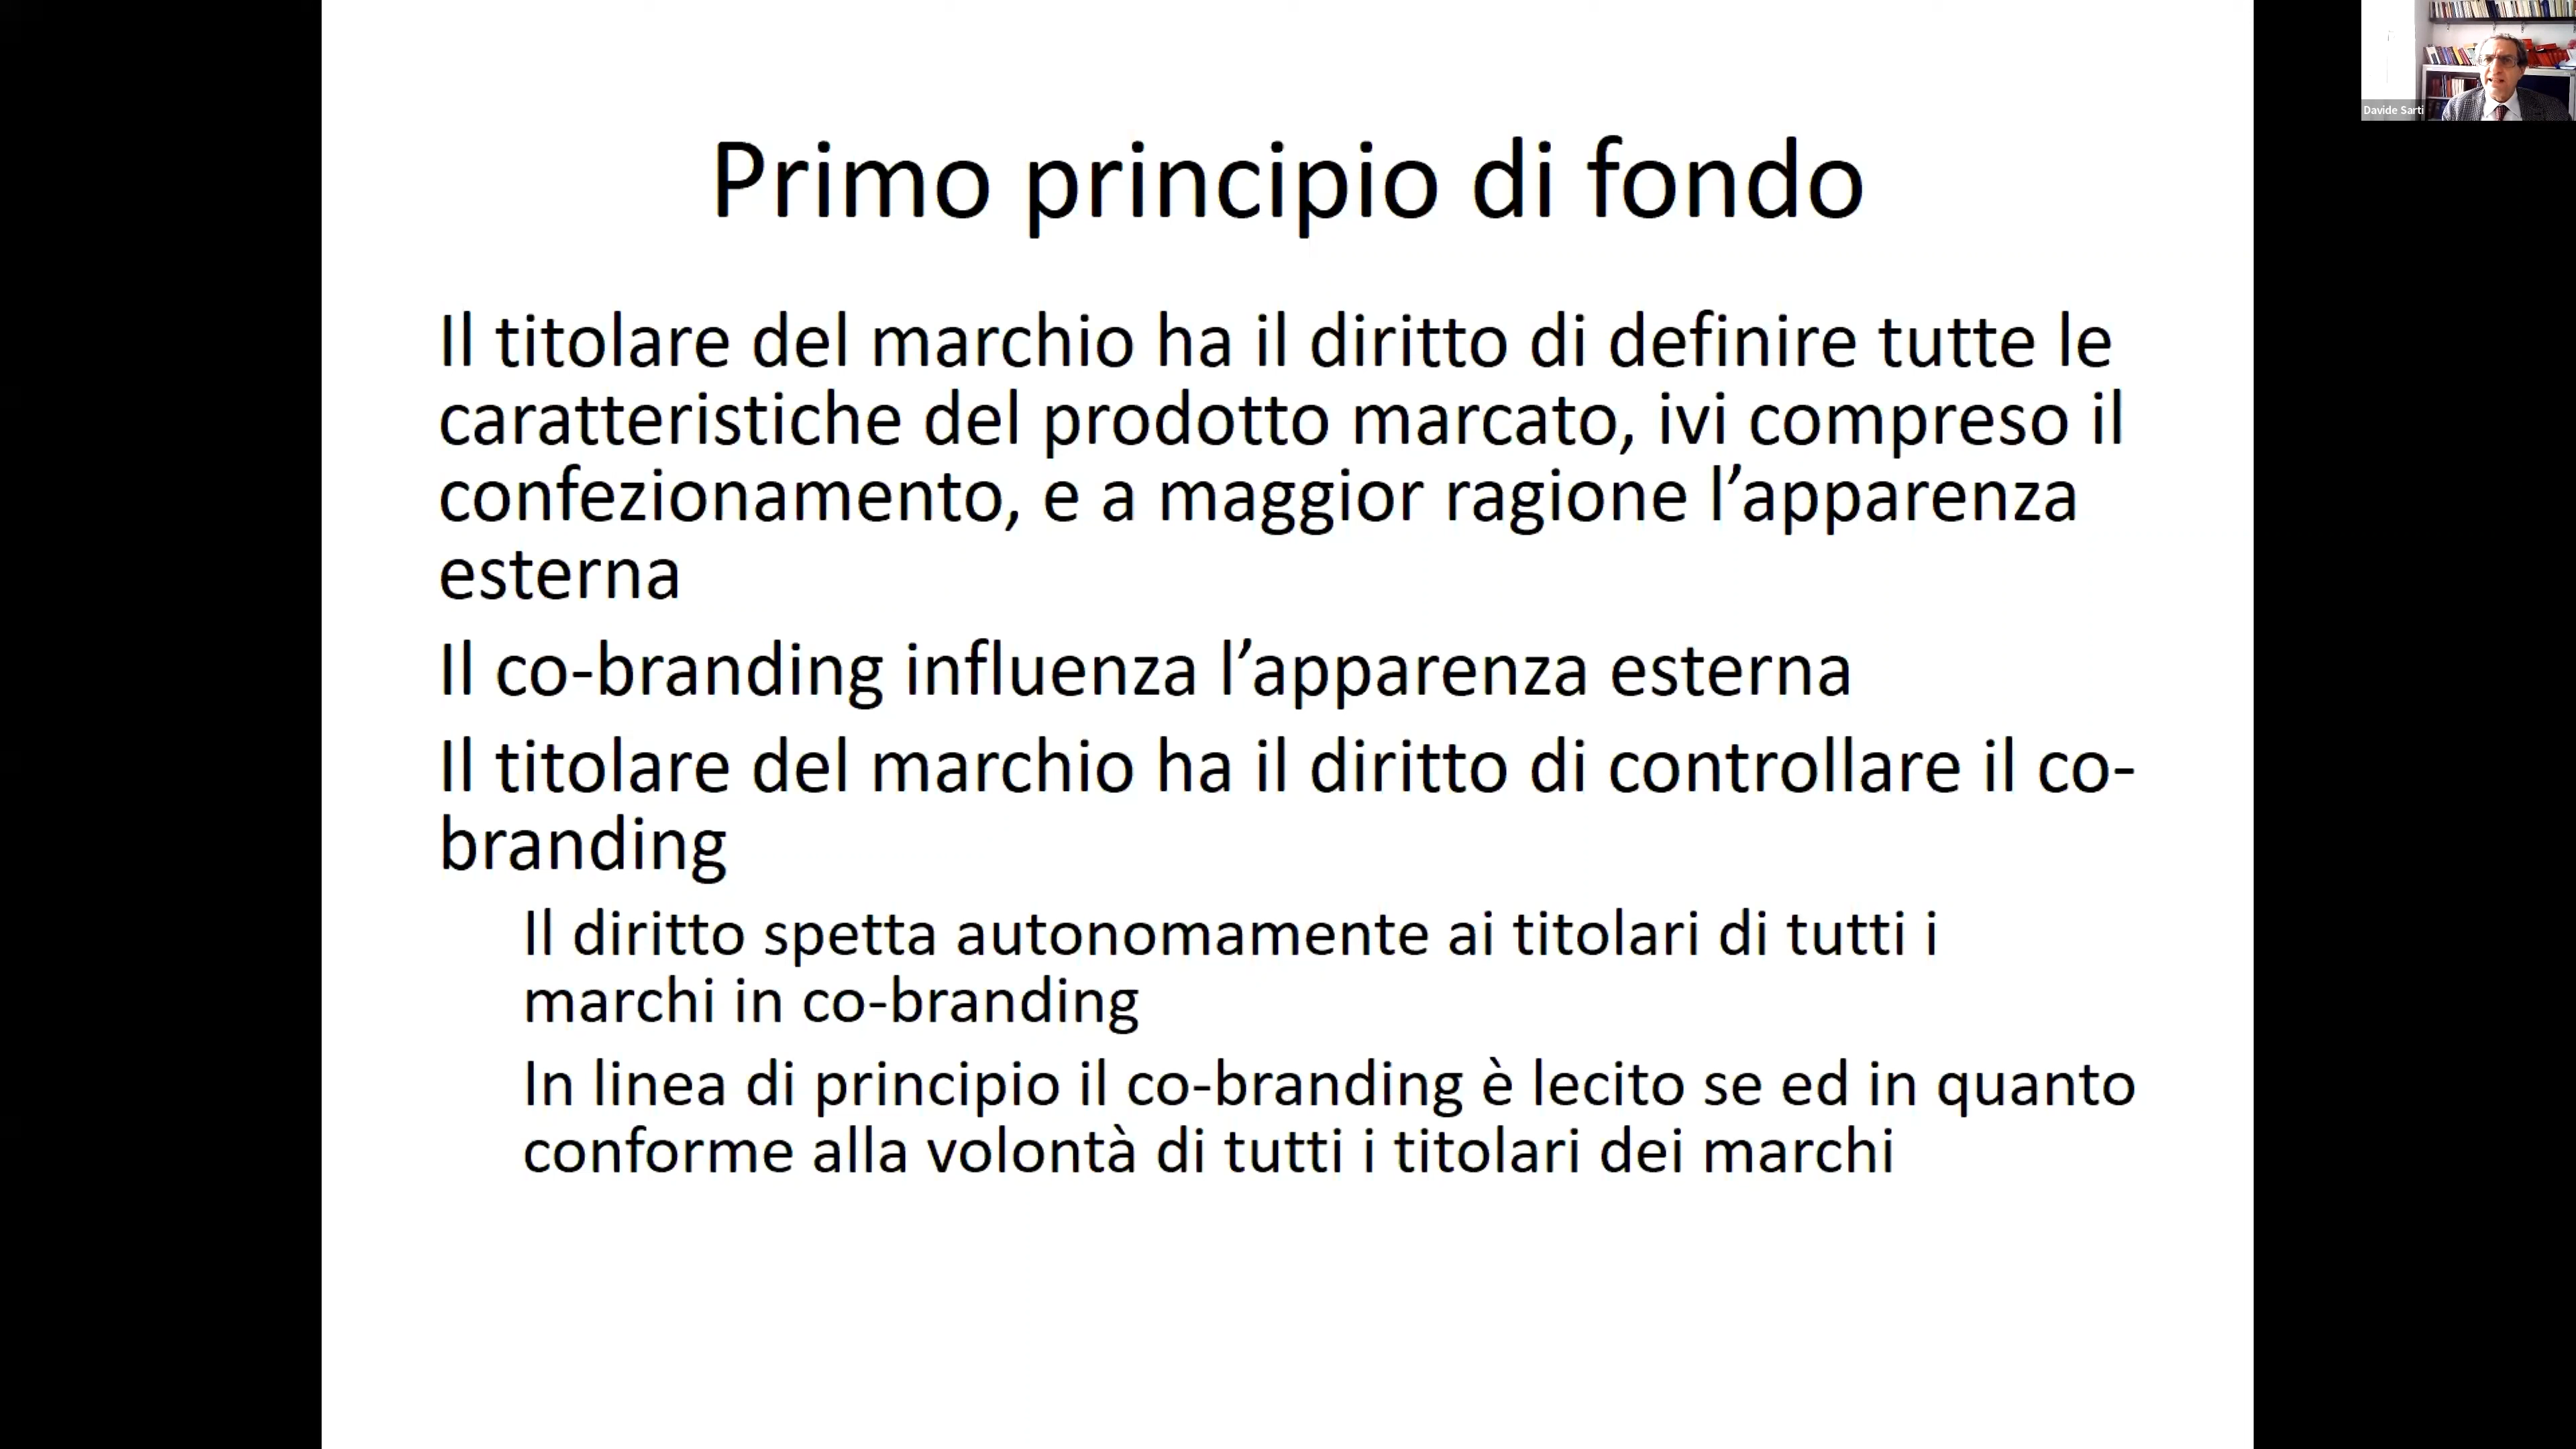 Davide Sarti
Primo principio di fondo
Il titolare del marchio ha il diritto di definire tutte le
caratteristiche del prodotto marcato, ivi compreso il
confezionamento, e a maggior ragione l’apparenza
esterna
Il co-branding influenza l’apparenza esterna
Il titolare del marchio ha il diritto di controllare il co-
branding
Il diritto spetta autonomamente ai titolari di tutti i
marchi in co-branding
In linea di principio il co-branding è lecito se ed in quanto
conforme alla volontà di tutti i titolari dei marchi